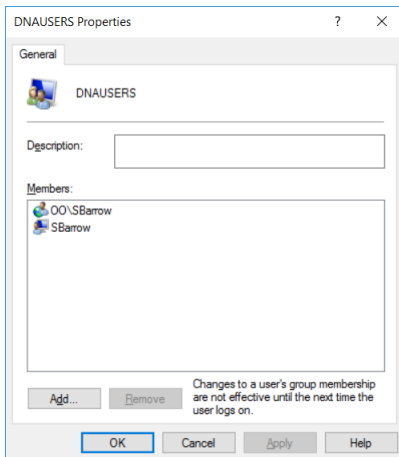 DNAUSERS Properties
?
General
DNAUSERS
Description:
Members:
OO\SBarrow
SBarrow
Add...
Remove
Changes to a user's group membership
are not effective until the next time the
user logs on.
OK
Cancel
Apply
Help